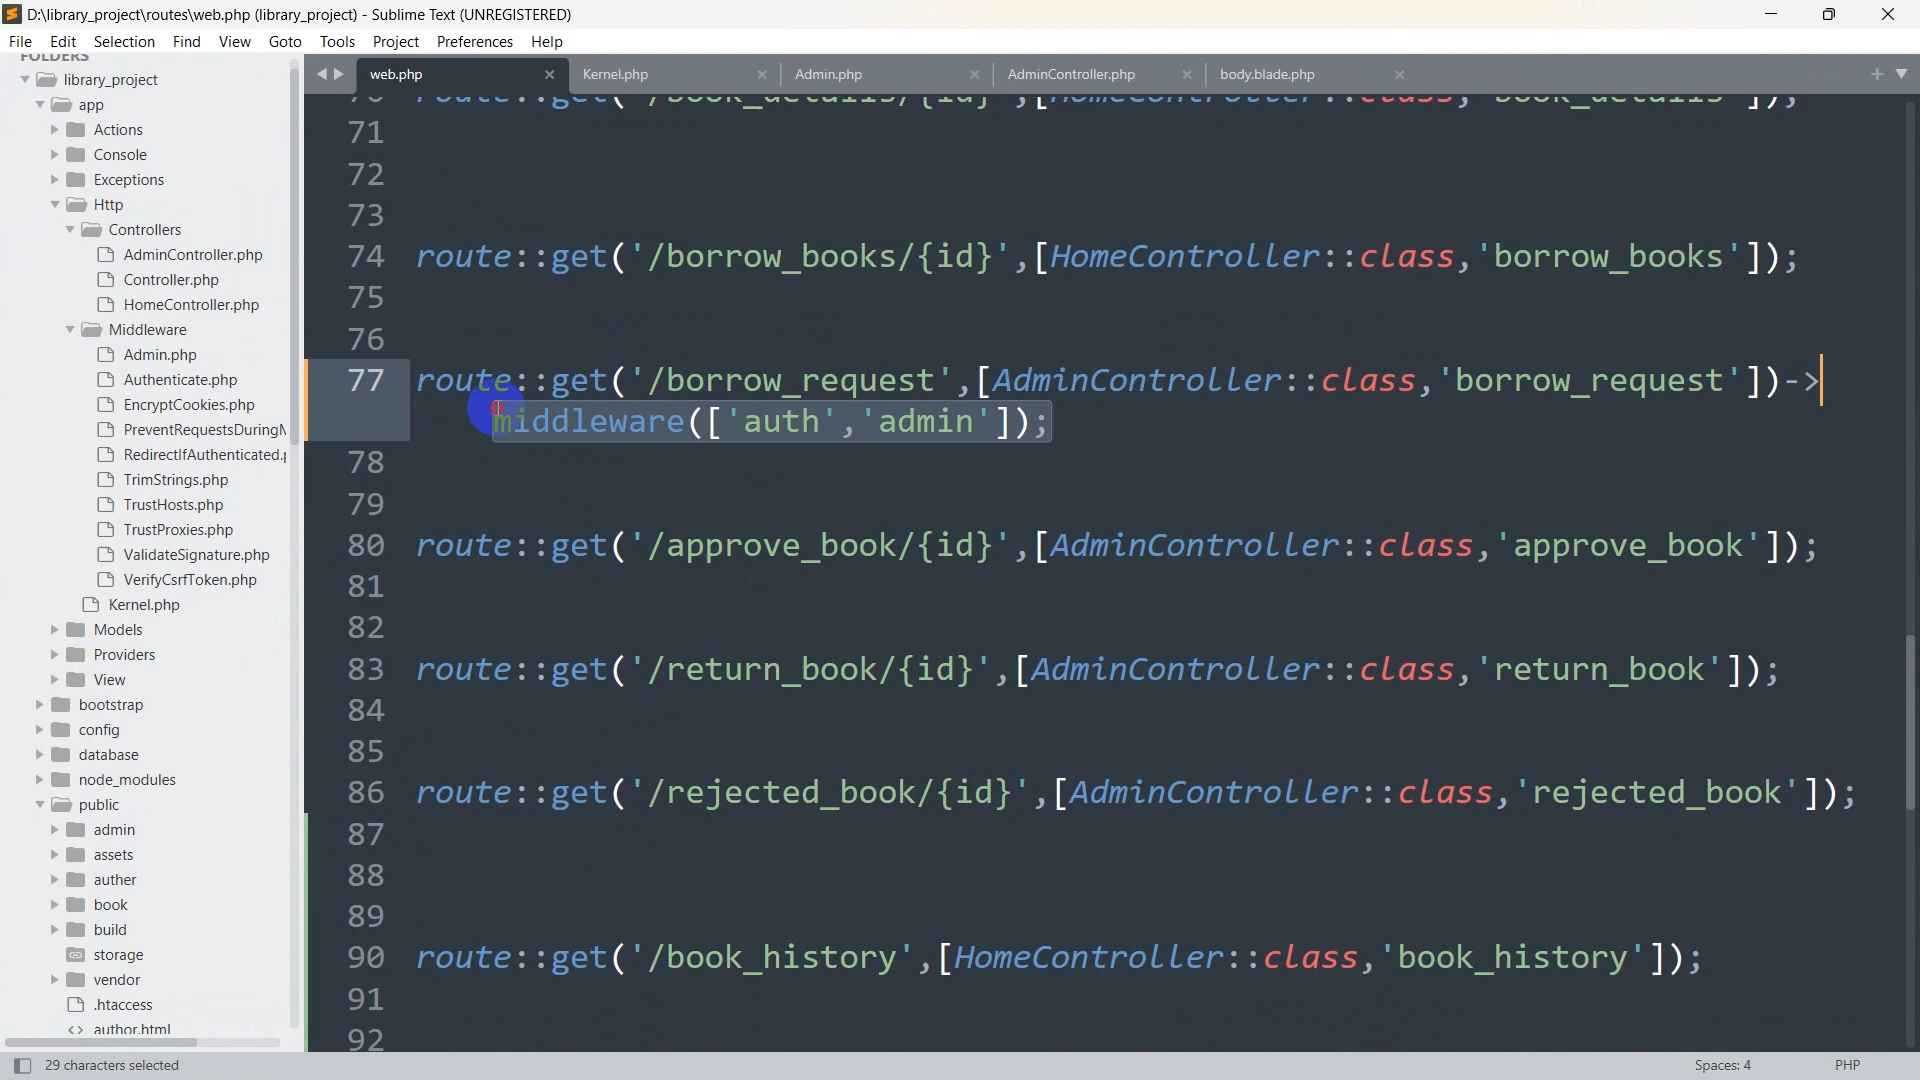 D:\library_project\routes\web.php (library_project) - Sublime Text (UNREGISTERED)
File Edit Selection Find View Goto Tools Project Preferences Help
FOLDERS
library_project
app
Actions
Console
Exceptions
Http
Controllers
AdminController.php
Controller.php
HomeController.php
Middleware
Admin.php
Authenticate.php
EncryptCookies.php
PreventRequestsDuring
RedirectIfAuthenticated.
TrimStrings.php
TrustHosts.php
TrustProxies.php
ValidateSignature.php
VerifyCsrfToken.php
Kernel.php
Models
Providers
View
bootstrap
config
database
node_modules
public
admin
assets
auther
book
build
storage
vendor
.htaccess
author.html
web.php Kernel.php Admin.php AdminController.php body.blade.php
70 route::get('/book_details/{id}',[HomeController::class,'book_details']);
71
72
73
74 route::get('/borrow_books/{id}',[HomeController::class,'borrow_books']);
75
76
77 route::get('/borrow_request',[AdminController::class,'borrow_request'])->
middleware(['auth','admin']);
78
79
80 route::get('/approve_book/{id}',[AdminController::class,'approve_book']);
81
82
83 route::get('/return_book/{id}',[AdminController::class,'return_book']);
84
85
86 route::get('/rejected_book/{id}',[AdminController::class,'rejected_book']);
87
88
89
90 route::get('/book_history',[HomeController::class,'book_history']);
91
92
29 characters selected Spaces: 4 PHP